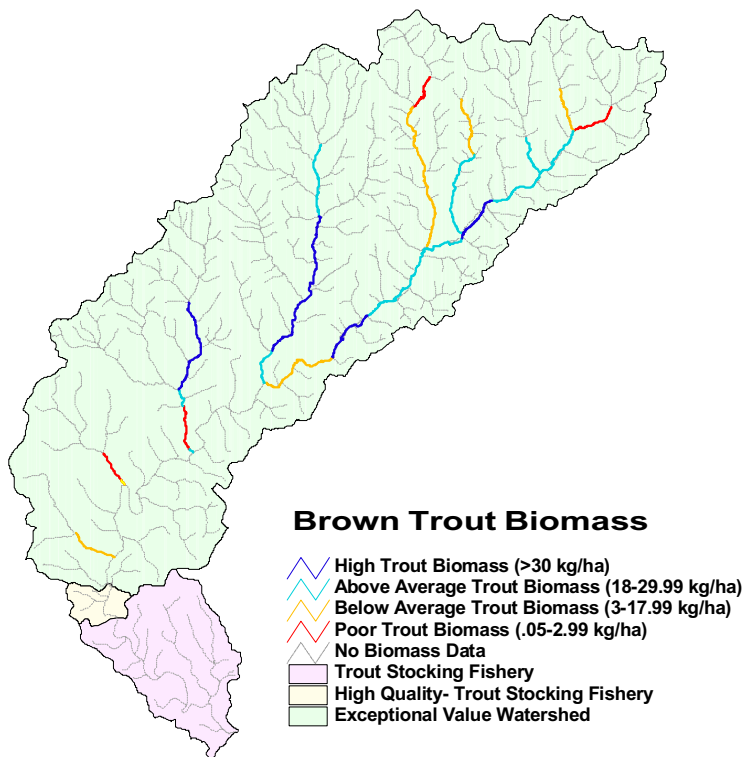 Brown Trout Biomass
High Trout Biomass (>30 kg/ha)
Above Average Trout Biomass (18-29.99 kg/ha)
Below Average Trout Biomass (3-17.99 kg/ha)
Poor Trout Biomass (.05-2.99 kg/ha)
No Biomass Data
Trout Stocking Fishery
High Quality- Trout Stocking Fishery
Exceptional Value Watershed